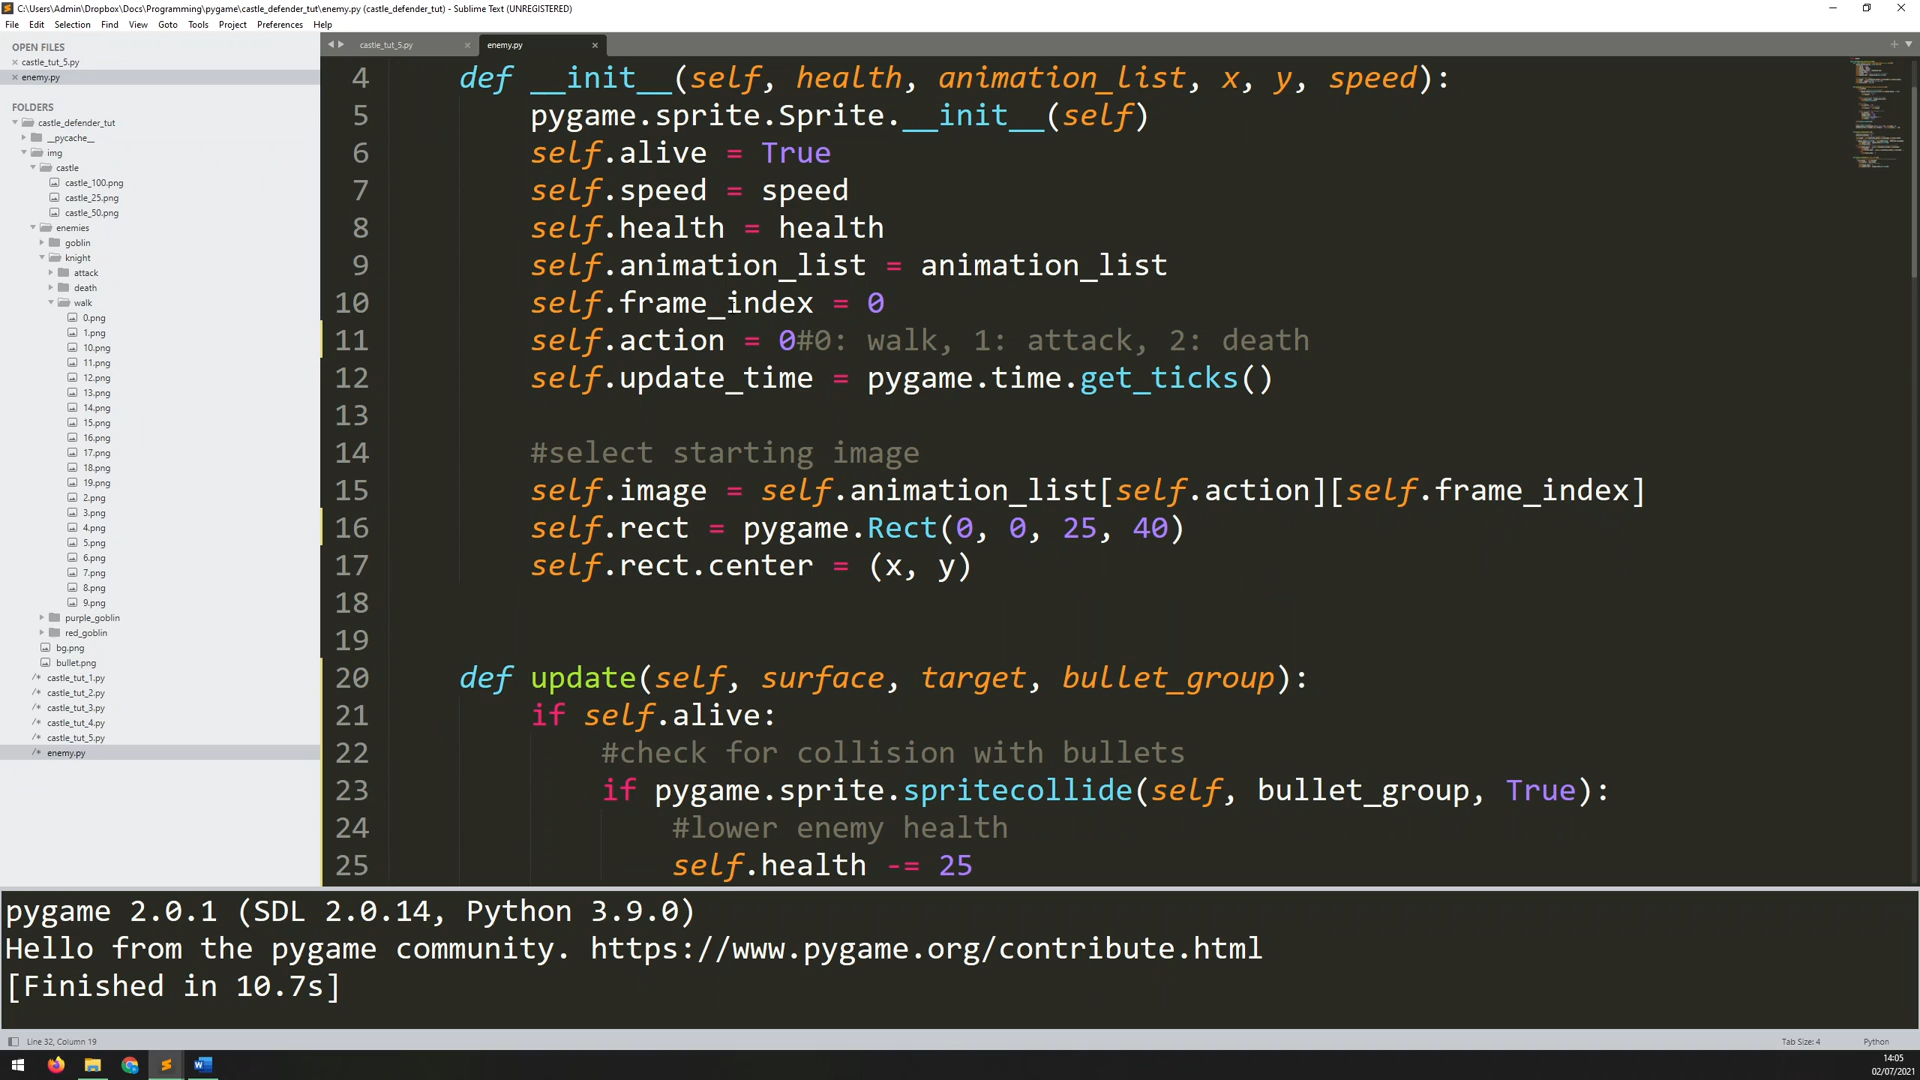 C:\Users\Admin\Dropbox\Docs\Programming\pygame\castle_defender_tut\enemy.py (castle_defender_tut) - Sublime Text (UNREGISTERED)
File Edit Selection Find View Goto Tools Project Preferences Help
OPEN FILES
castle_tut_5.py
enemy.py
FOLDERS
castle_defender_tut
__pycache__
img
castle
castle_100.png
castle_25.png
castle_50.png
enemies
goblin
knight
attack
death
walk
0.png
1.png
10.png
11.png
12.png
13.png
14.png
15.png
16.png
17.png
18.png
19.png
2.png
3.png
4.png
5.png
6.png
7.png
8.png
9.png
purple_goblin
red_goblin
bg.png
bullet.png
castle_tut_1.py
castle_tut_2.py
castle_tut_3.py
castle_tut_4.py
castle_tut_5.py
enemy.py
castle_tut_5.py enemy.py
4 def __init__(self, health, animation_list, x, y, speed):
5 pygame.sprite.Sprite.__init__(self)
6 self.alive = True
7 self.speed = speed
8 self.health = health
9 self.animation_list = animation_list
10 self.frame_index = 0
11 self.action = 0#0: walk, 1: attack, 2: death
12 self.update_time = pygame.time.get_ticks()
13
14 #select starting image
15 self.image = self.animation_list[self.action][self.frame_index]
16 self.rect = pygame.Rect(0, 0, 25, 40)
17 self.rect.center = (x, y)
18
19
20 def update(self, surface, target, bullet_group):
21 if self.alive:
22 #check for collision with bullets
23 if pygame.sprite.spritecollide(self, bullet_group, True):
24 #lower enemy health
25 self.health -= 25
pygame 2.0.1 (SDL 2.0.14, Python 3.9.0)
Hello from the pygame community. https://www.pygame.org/contribute.html
[Finished in 10.7s]
Line 32, Column 19
Tab Size: 4 Python
14:05
02/07/2021